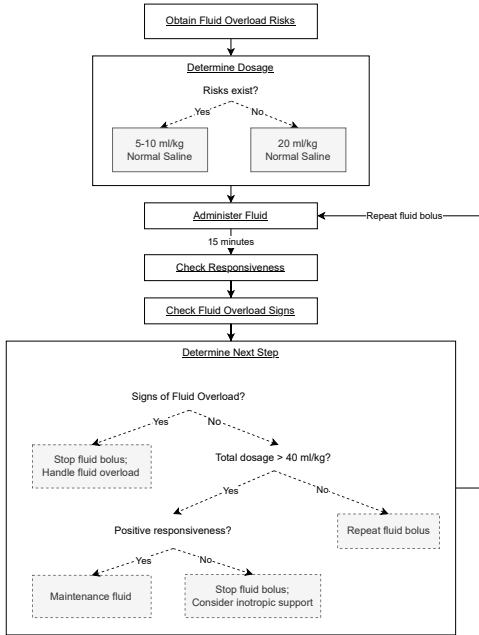 Obtain Fluid Overload Risks
Determine Dosage
Risks exist?
Yes
No
5-10 ml/kg
Normal Saline
20 ml/kg
Normal Saline
Administer Fluid
Repeat fluid bolus
15 minutes
Check Responsiveness
Check Fluid Overload Signs
Determine Next Step
Signs of Fluid Overload?
Yes
No
Stop fluid bolus;
Handle fluid overload
Total dosage > 40 ml/kg?
Yes
No
Positive responsiveness?
Repeat fluid bolus
Yes
No
Maintenance fluid
Stop fluid bolus;
Consider inotropic support